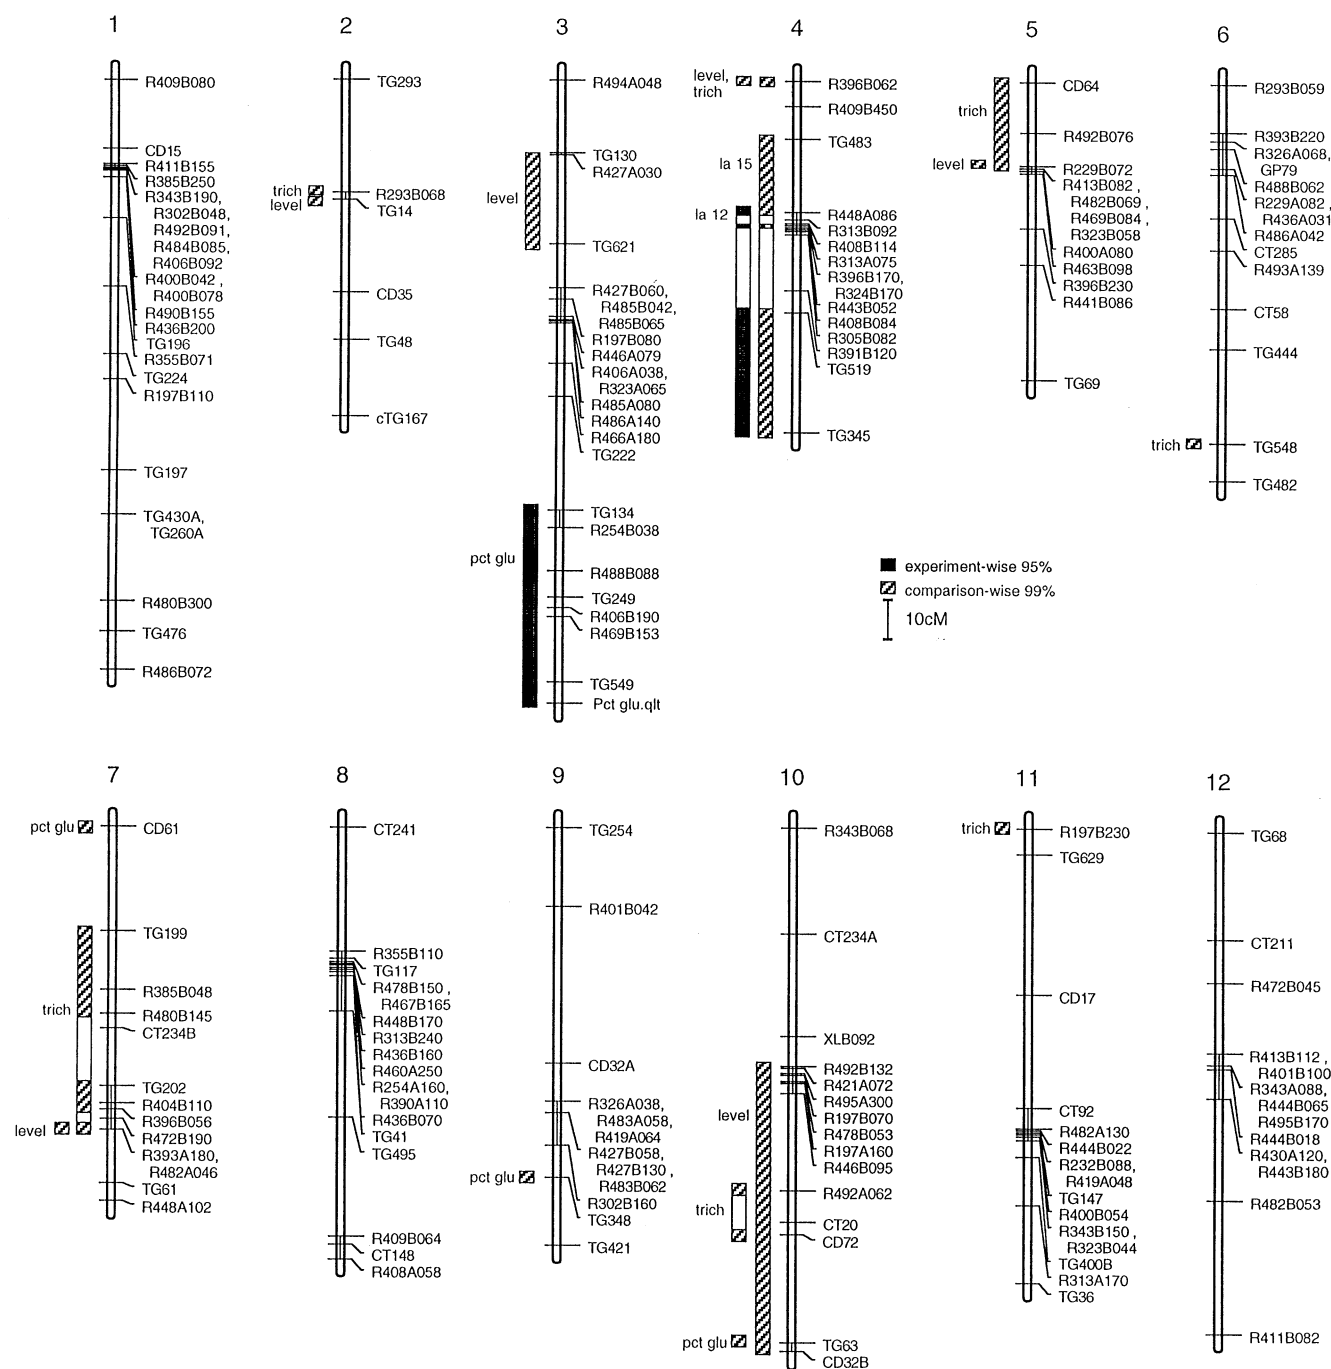 1
R409B080
CD15
R411B155
R385B250
R343B190,
R302B048,
R492B091,
R484B085,
R406B092
R400B042 ,
R400B078
R490B155
R436B200
TG196
R355B071
TG224
R197B110
TG197
TG430A,
TG260A
R480B300
TG476
R486B072
2
TG293
trich
level
R293B068
TG14
CD35
TG48
cTG167
3
R494A048
TG130
R427A030
level
TG621
R427B060,
R485B042,
R485B065
R197B080
R446A079
R406A038,
R323A065
R485A080
R486A140
R466A180
TG222
TG134
R254B038
pct glu
R488B088
TG249
R406B190
R469B153
TG549
Pct glu.qlt
4
level,
trich
R396B062
R409B450
TG483
la 15
la 12
R448A086
R313B092
R408B114
R313A075
R396B170,
R324B170
R443B052
R408B084
R305B082
R391B120
TG519
TG345
5
CD64
trich
R492B076
level
R229B072
R413B082 ,
R482B069 ,
R469B084 ,
R323B058
R400A080
R463B098
R396B230
R441B086
TG69
6
R293B059
R393B220
R326A068,
GP79
R488B062
R229A082 ,
R436A031
R486A042
CT285
R493A139
CT58
TG444
trich
TG548
TG482
experiment-wise 95%
comparison-wise 99%
10cM
7
pct glu
CD61
TG199
R385B048
trich
R480B145
CT234B
TG202
R404B110
R396B056
level
R472B190
R393A180,
R482A046
TG61
R448A102
8
CT241
R355B110
TG117
R478B150 ,
R467B165
R448B170
R313B240
R436B160
R460A250
R254A160,
R390A110
R436B070
TG41
TG495
R409B064
CT148
R408A058
9
TG254
R401B042
CD32A
R326A038,
R483A058,
R419A064
R427B058,
R427B130 ,
R483B062
pct glu
R302B160
TG348
TG421
10
R343B068
CT234A
XLB092
R492B132
R421A072
R495A300
level
R197B070
R478B053
R197A160
R446B095
R492A062
trich
CT20
CD72
pct glu
TG63
CD32B
11
trich
R197B230
TG629
CD17
CT92
R482A130
R444B022
R232B088,
R419A048
TG147
R400B054
R343B150 ,
R323B044
TG400B
R313A170
TG36
12
TG68
CT211
R472B045
R413B112 ,
R401B100
R343A088,
R444B065
R495B170
R444B018
R430A120,
R443B180
R482B053
R411B082